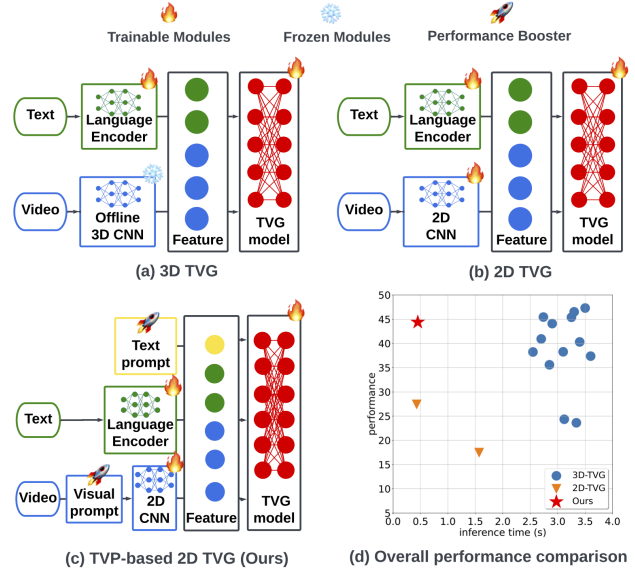 Trainable Modules
Frozen Modules
Performance Booster
Text
Language
Encoder
Video
Offline
3D CNN
Feature
TVG
model
(a) 3D TVG
Text
Language
Encoder
Video
2D
CNN
Feature
TVG
model
(b) 2D TVG
Text
prompt
Text
Language
Encoder
Video
Visual
prompt
2D
CNN
Feature
TVG
model
(c) TVP-based 2D TVG (Ours)
performance
50
45
40
35
30
25
20
15
10
5
0.0 0.5 1.0 1.5 2.0 2.5 3.0 3.5 4.0
inference time (s)
3D-TVG
2D-TVG
Ours
(d) Overall performance comparison